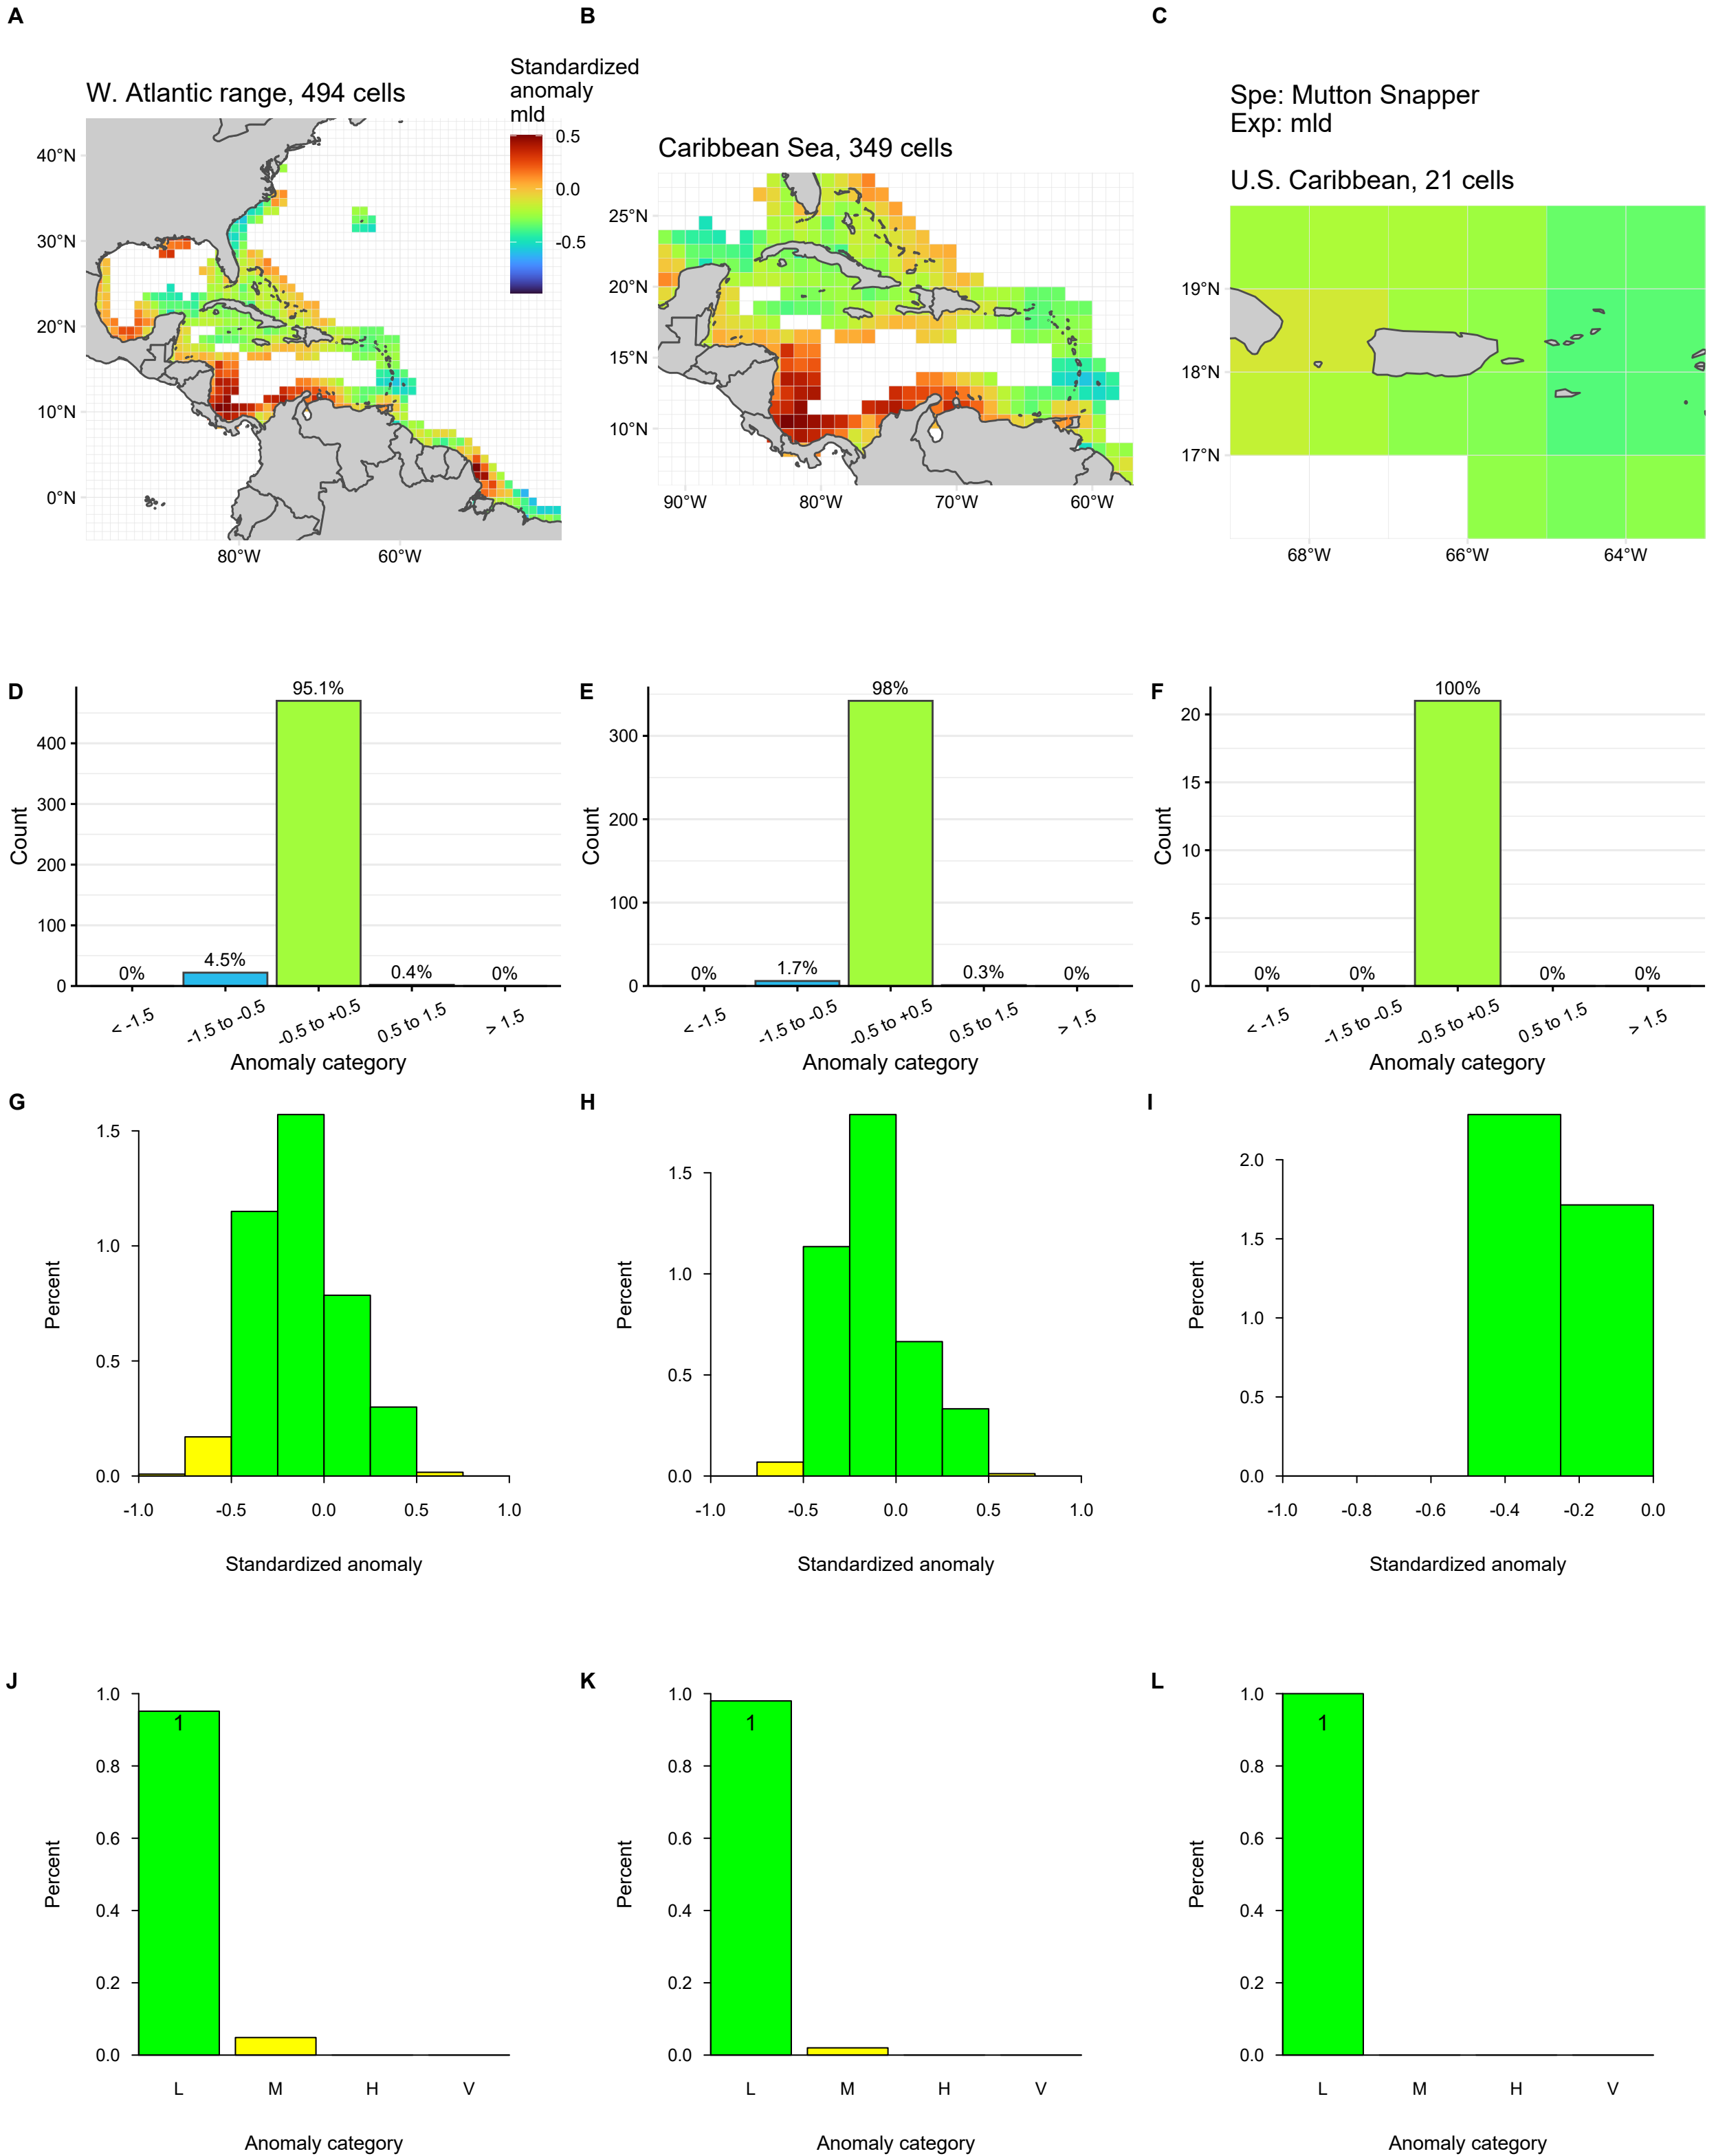 A
B
C
W. Atlantic range, 494 cells
Standardized
anomaly
mld
0.5
0.0
-0.5
40°N
30°N
20°N
10°N
0°N
80°W
60°W
Caribbean Sea, 349 cells
25°N
20°N
15°N
10°N
90°W
80°W
70°W
60°W
Spe: Mutton Snapper
Exp: mld
U.S. Caribbean, 21 cells
19°N
18°N
17°N
68°W
66°W
64°W
D
Count
400
300
200
100
0
0%
4.5%
95.1%
0.4%
0%
< -1.5
-1.5 to -0.5
-0.5 to +0.5
0.5 to 1.5
> 1.5
Anomaly category
E
Count
300
200
100
0
0%
1.7%
98%
0.3%
0%
< -1.5
-1.5 to -0.5
-0.5 to +0.5
0.5 to 1.5
> 1.5
Anomaly category
F
Count
20
15
10
5
0
0%
0%
100%
0%
0%
< -1.5
-1.5 to -0.5
-0.5 to +0.5
0.5 to 1.5
> 1.5
Anomaly category
G
Percent
1.5
1.0
0.5
0.0
-1.0
-0.5
0.0
0.5
1.0
Standardized anomaly
H
Percent
1.5
1.0
0.5
0.0
-1.0
-0.5
0.0
0.5
1.0
Standardized anomaly
I
Percent
2.0
1.5
1.0
0.5
0.0
-1.0
-0.8
-0.6
-0.4
-0.2
0.0
Standardized anomaly
J
Percent
1.0
0.8
0.6
0.4
0.2
0.0
1
L
M
H
V
Anomaly category
K
Percent
1.0
0.8
0.6
0.4
0.2
0.0
1
L
M
H
V
Anomaly category
L
Percent
1.0
0.8
0.6
0.4
0.2
0.0
1
L
M
H
V
Anomaly category